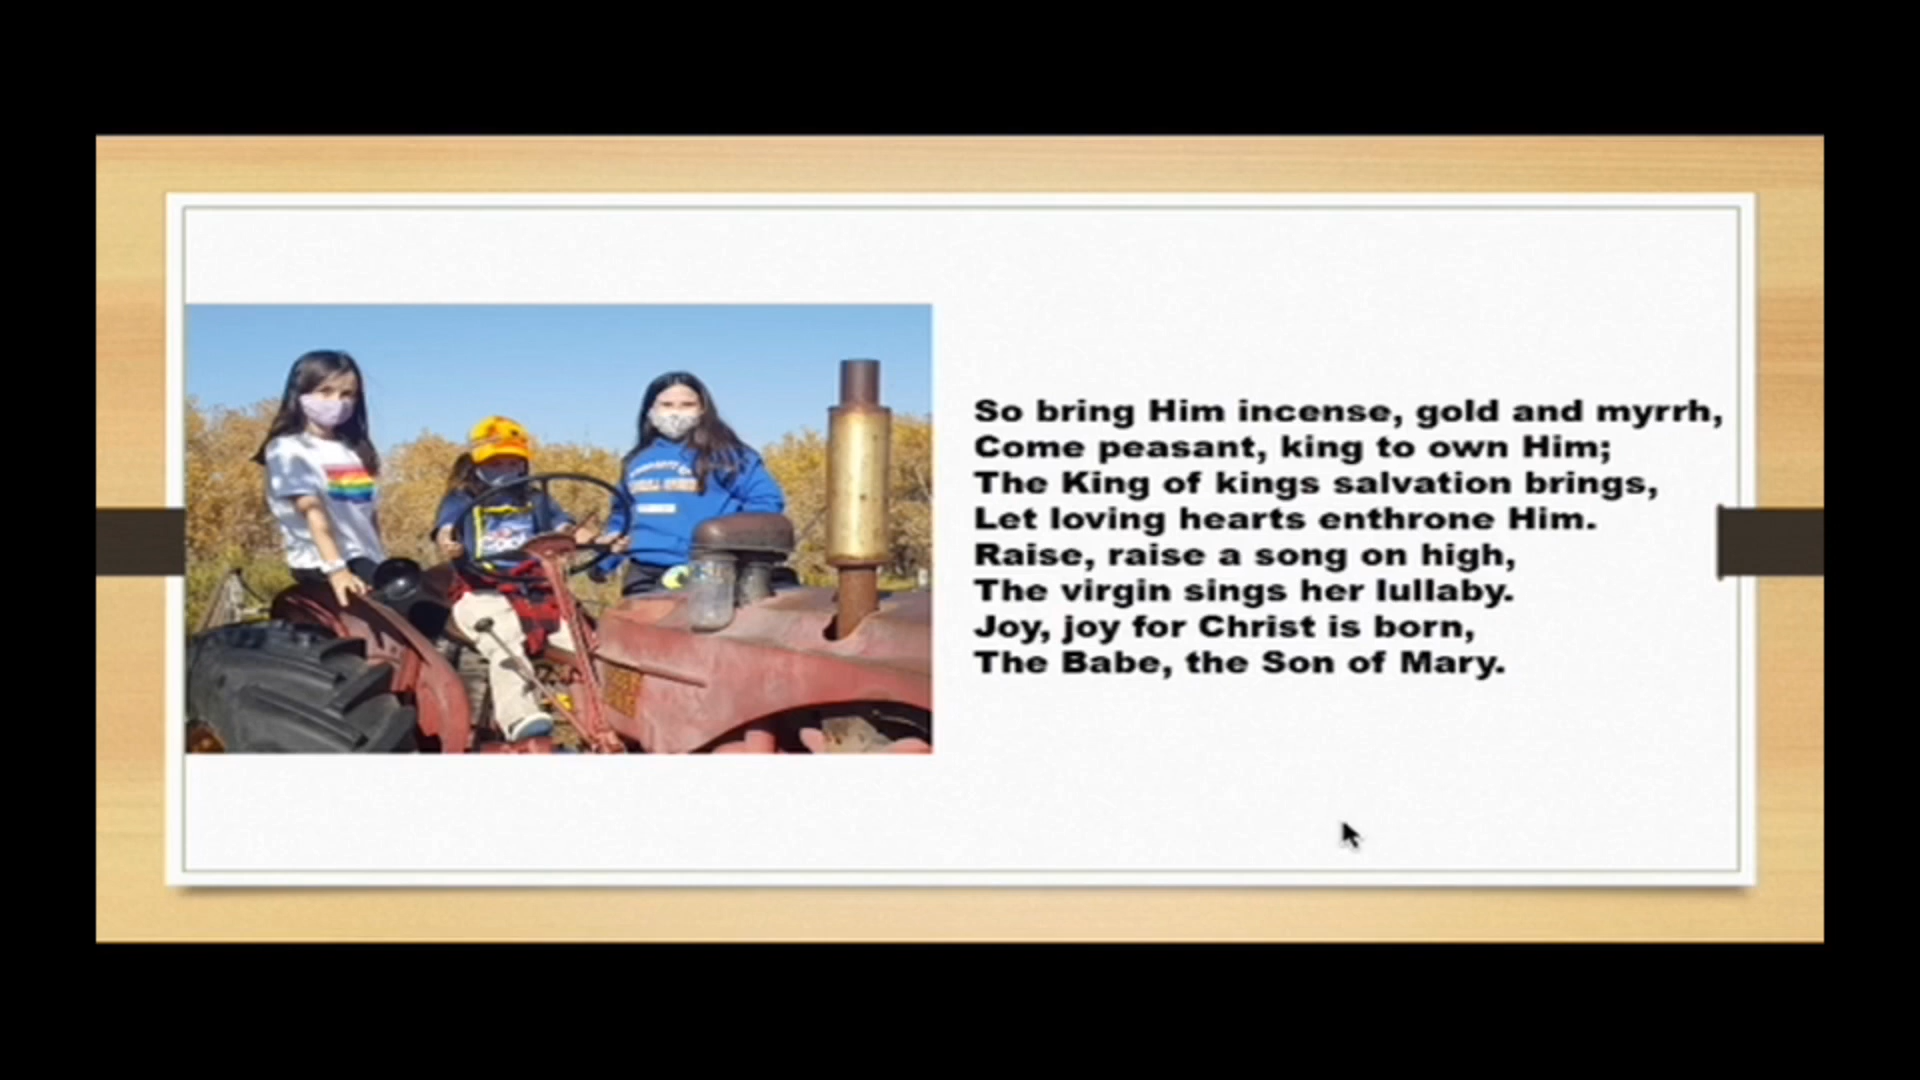 So bring Him incense, gold and myrrh,
Come peasant, king to own Him;
The King of kings salvation brings,
Let loving hearts enthrone Him.
Raise, raise a song on high,
The virgin sings her lullaby.
Joy, joy for Christ is born,
The Babe, the Son of Mary.